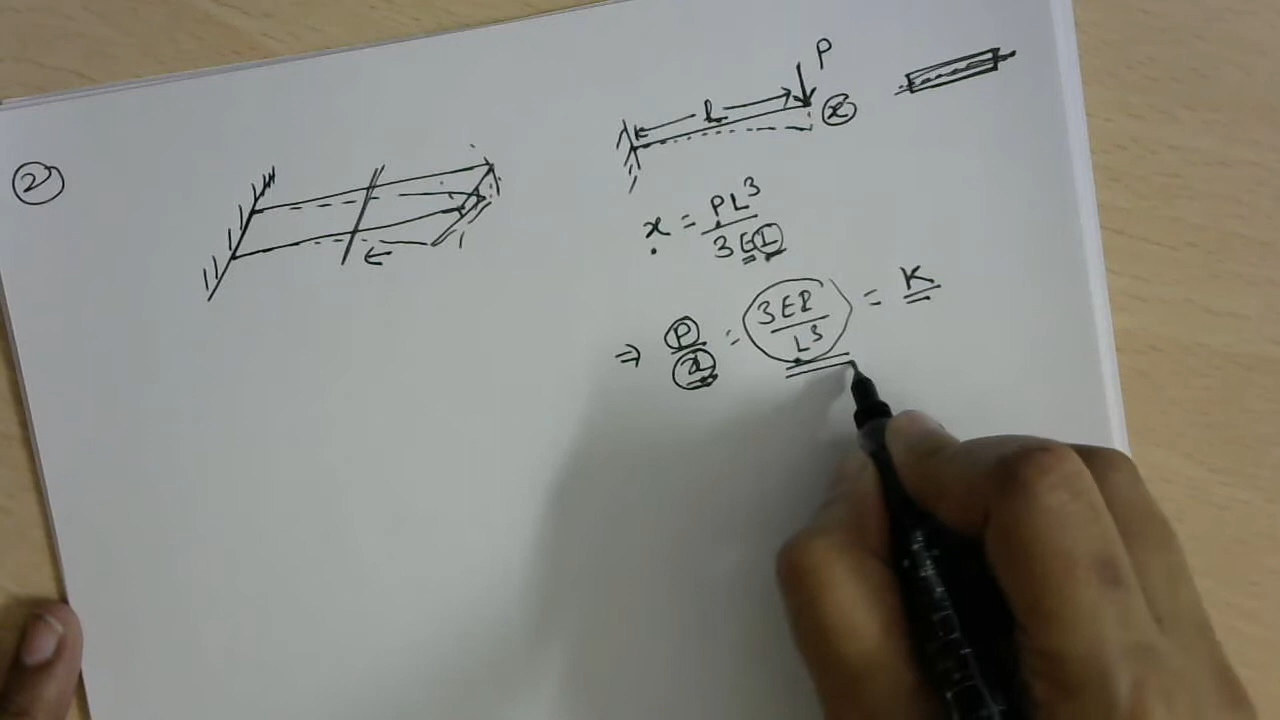 ②
P
L
x
x = PL³/3EI
⇒ P/x = 3EI/L³ = K